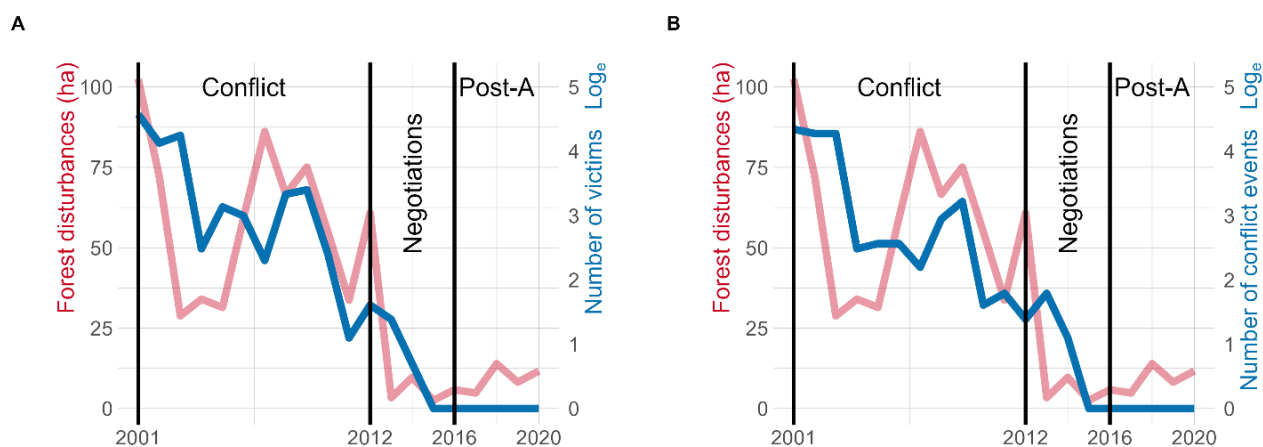 A
Forest disturbances (ha)
100
75
50
25
0
Conflict
Negotiations
Post-A
5
4
3
2
1
0
Number of victims Logₑ
2001
2012
2016
2020
B
Forest disturbances (ha)
100
75
50
25
0
Conflict
Negotiations
Post-A
5
4
3
2
1
0
Number of conflict events Logₑ
2001
2012
2016
2020